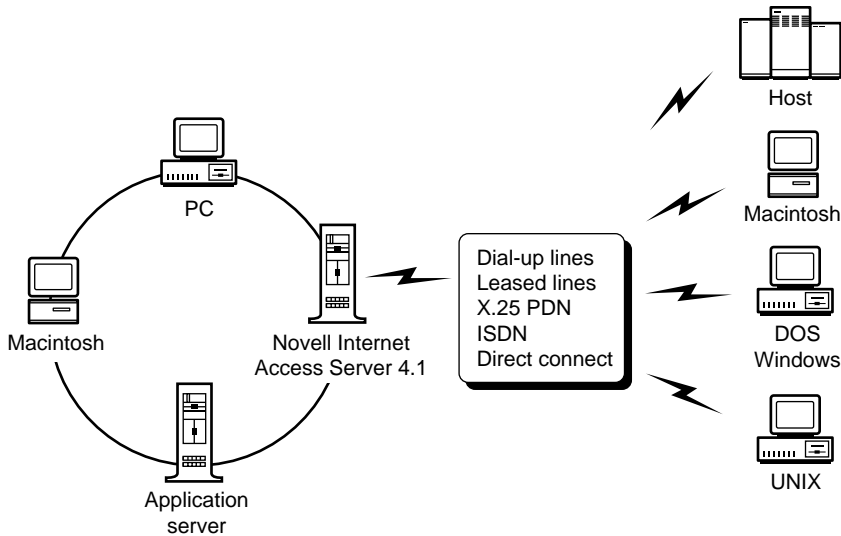 Host
PC
Macintosh
Dial-up lines
Leased lines
X.25 PDN
ISDN
Direct connect
Macintosh
Novell Internet
Access Server 4.1
DOS
Windows
UNIX
Application
server